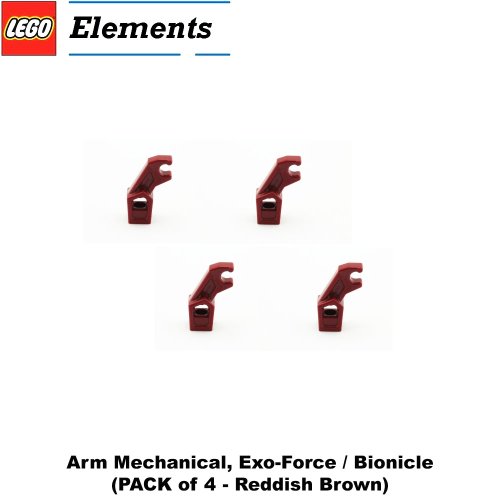 LEGO Elements
Arm Mechanical, Exo-Force / Bionicle
(PACK of 4 - Reddish Brown)